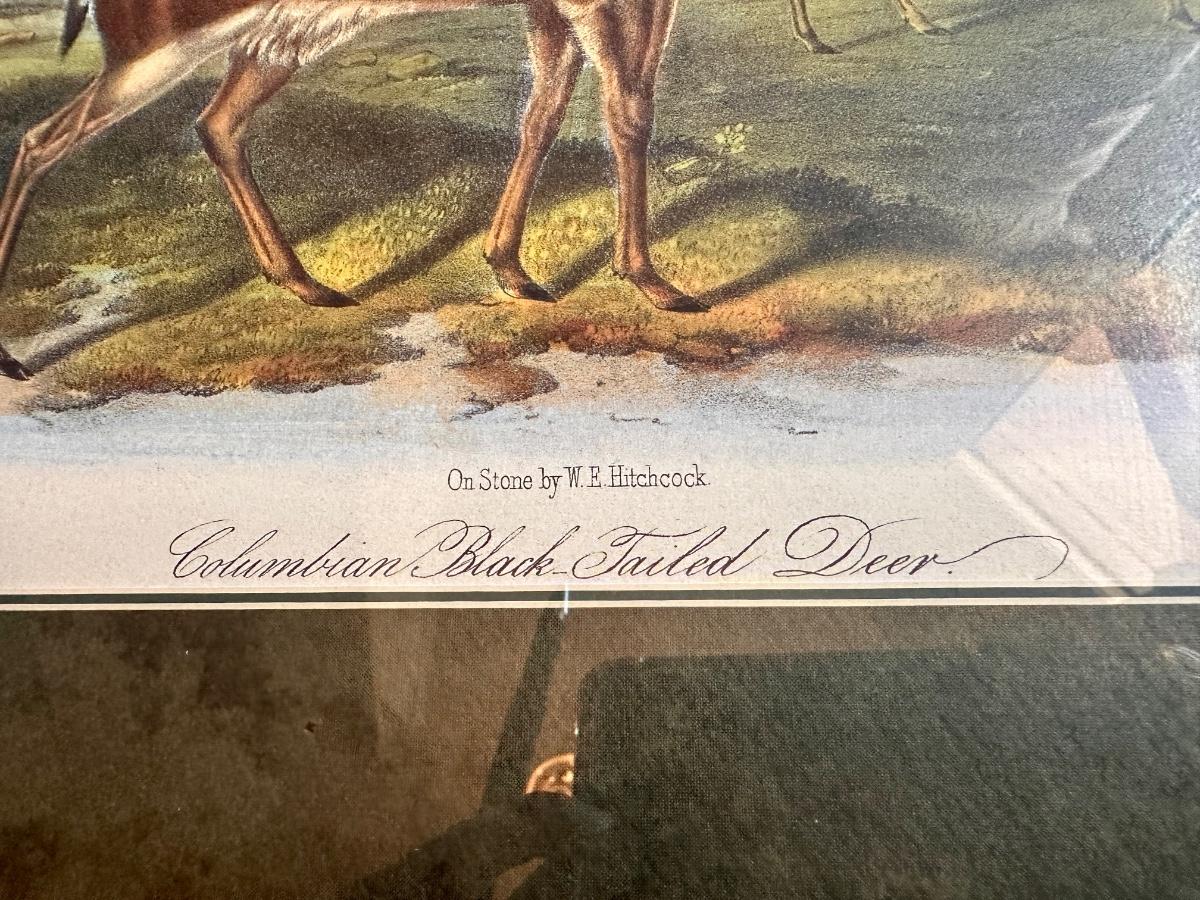 On Stone by W. E. Hitchcock.
Columbian Black-Tailed Deer.